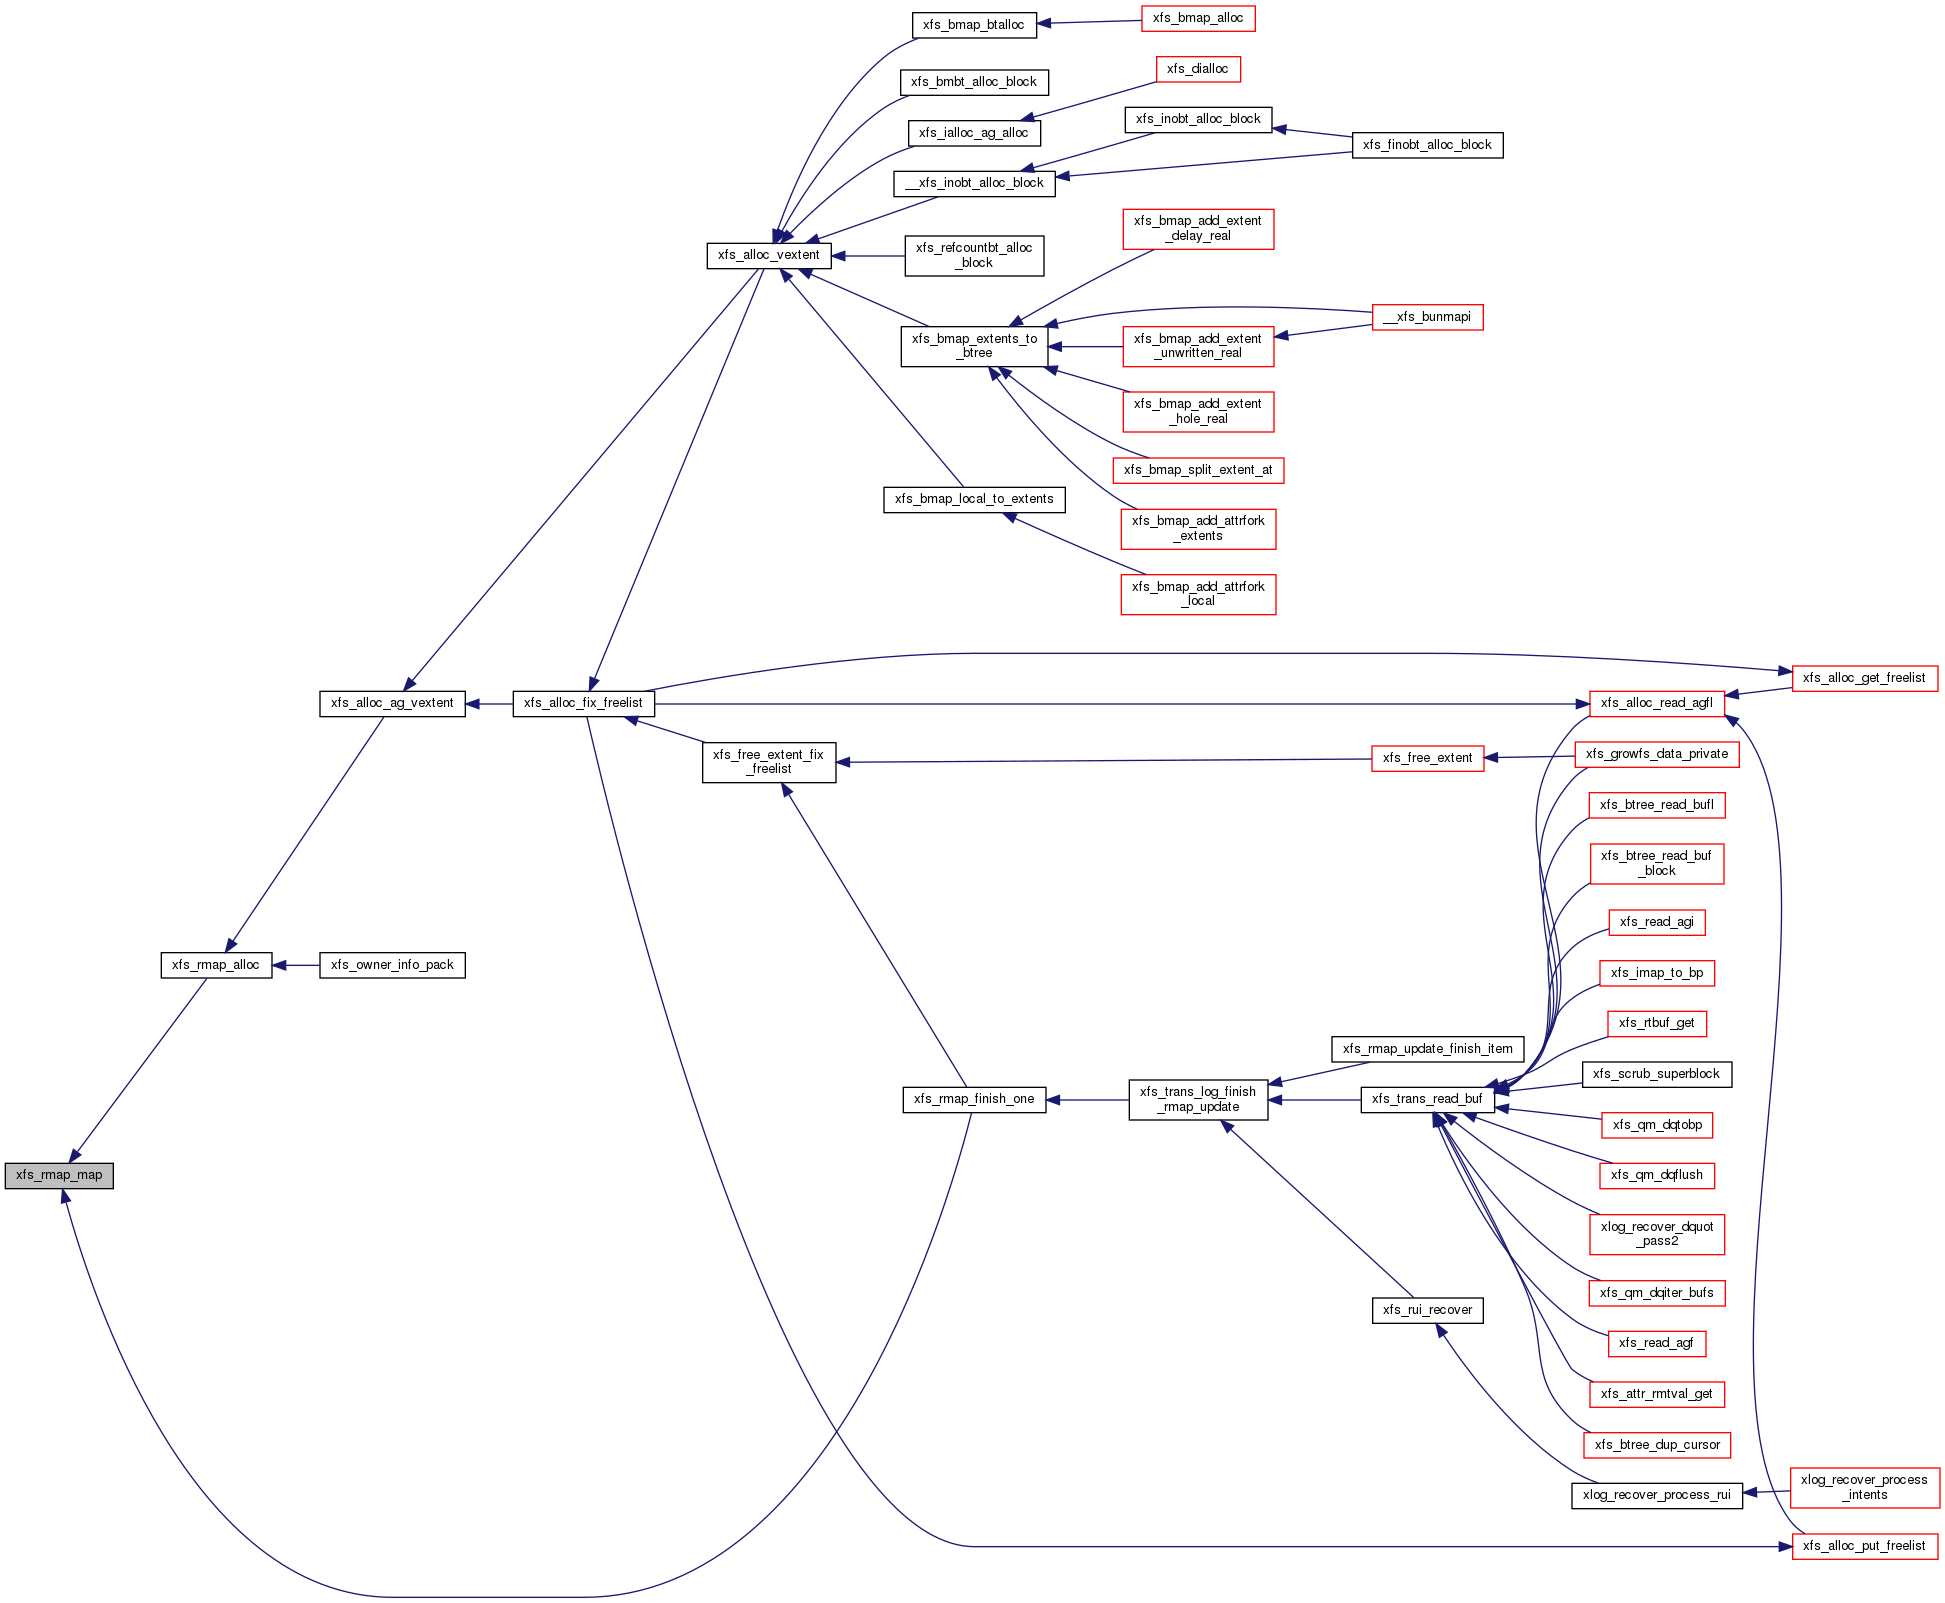 xfs_bmap_btalloc
xfs_bmap_alloc
xfs_dialloc
xfs_bmbt_alloc_block
xfs_inobt_alloc_block
xfs_ialloc_ag_alloc
xfs_finobt_alloc_block
__xfs_inobt_alloc_block
xfs_bmap_add_extent
_delay_real
xfs_alloc_vextent
xfs_refcountbt_alloc
_block
__xfs_bunmapi
xfs_bmap_extents_to
_btree
xfs_bmap_add_extent
_unwritten_real
xfs_bmap_add_extent
_hole_real
xfs_bmap_split_extent_at
xfs_bmap_local_to_extents
xfs_bmap_add_attrfork
_extents
xfs_bmap_add_attrfork
_local
xfs_alloc_get_freelist
xfs_alloc_ag_vextent
xfs_alloc_fix_freelist
xfs_alloc_read_agfl
xfs_free_extent_fix
_freelist
xfs_free_extent
xfs_growfs_data_private
xfs_btree_read_bufl
xfs_btree_read_buf
_block
xfs_read_agi
xfs_rmap_alloc
xfs_owner_info_pack
xfs_imap_to_bp
xfs_rtbuf_get
xfs_rmap_update_finish_item
xfs_scrub_superblock
xfs_rmap_finish_one
xfs_trans_log_finish
_rmap_update
xfs_trans_read_buf
xfs_qm_dqtobp
xfs_rmap_map
xfs_qm_dqflush
xlog_recover_dquot
_pass2
xfs_qm_dqiter_bufs
xfs_rui_recover
xfs_read_agf
xfs_attr_rmtval_get
xfs_btree_dup_cursor
xlog_recover_process_rui
xlog_recover_process
_intents
xfs_alloc_put_freelist